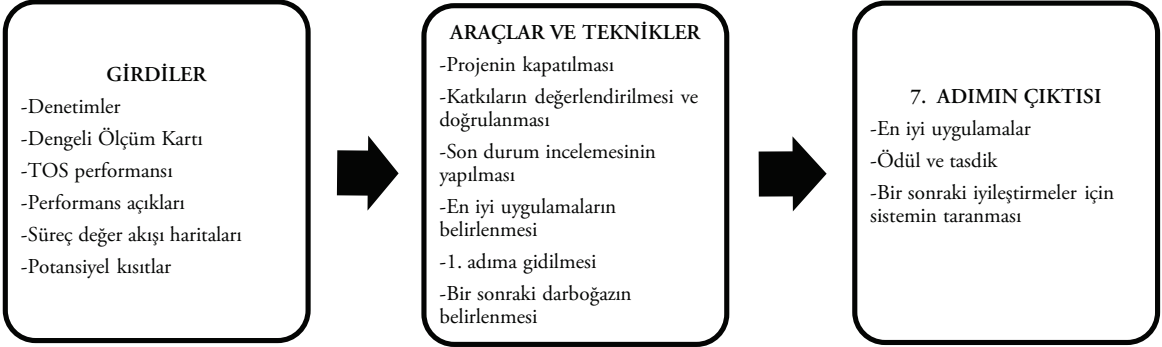 GİRDİLER
-Denetimler
-Dengeli Ölçüm Kartı
-TOS performansı
-Performans açıkları
-Süreç değer akışı haritaları
-Potansiyel kısıtlar
ARAÇLAR VE TEKNİKLER
-Projenin kapatılması
-Katkıların değerlendirilmesi ve
doğrulanması
-Son durum incelemesinin
yapılması
-En iyi uygulamaların
belirlenmesi
-1. adıma gidilmesi
-Bir sonraki darboğazın
belirlenmesi
7. ADIMIN ÇIKTISI
-En iyi uygulamalar
-Ödül ve tasdik
-Bir sonraki iyileştirmeler için
sistemin taranması